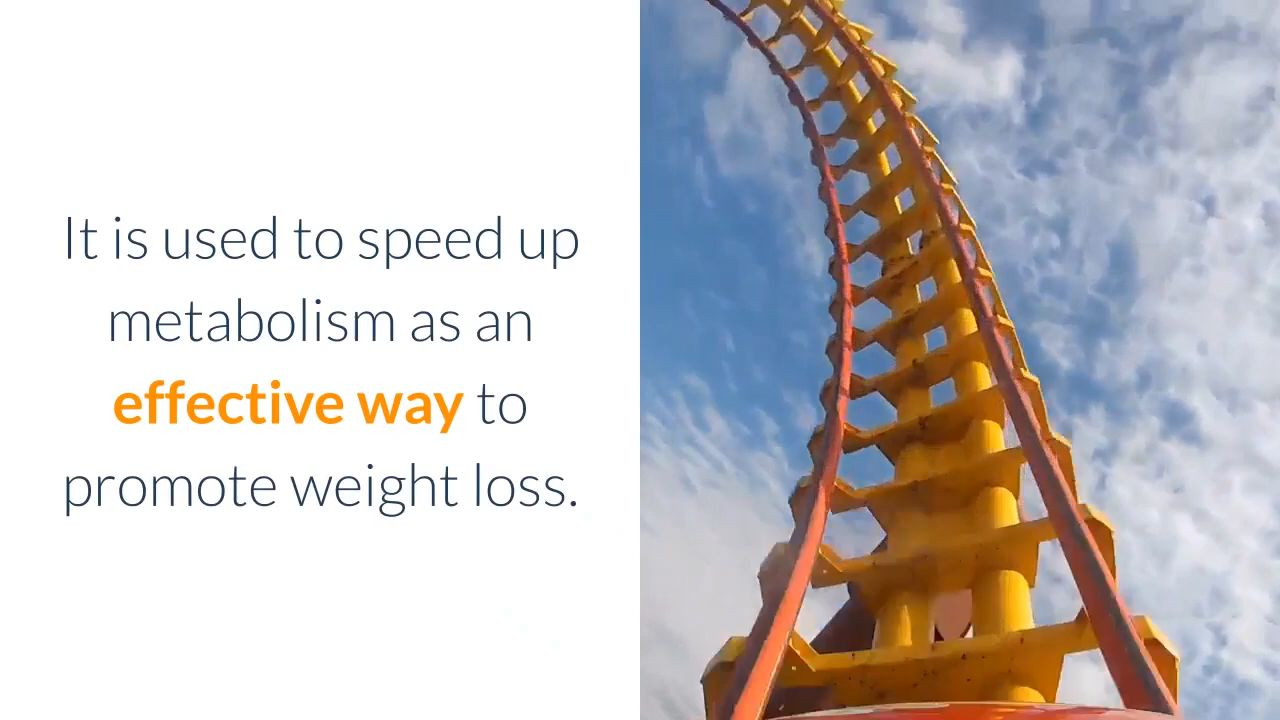 It is used to speed up
metabolism as an
effective way to
promote weight loss.